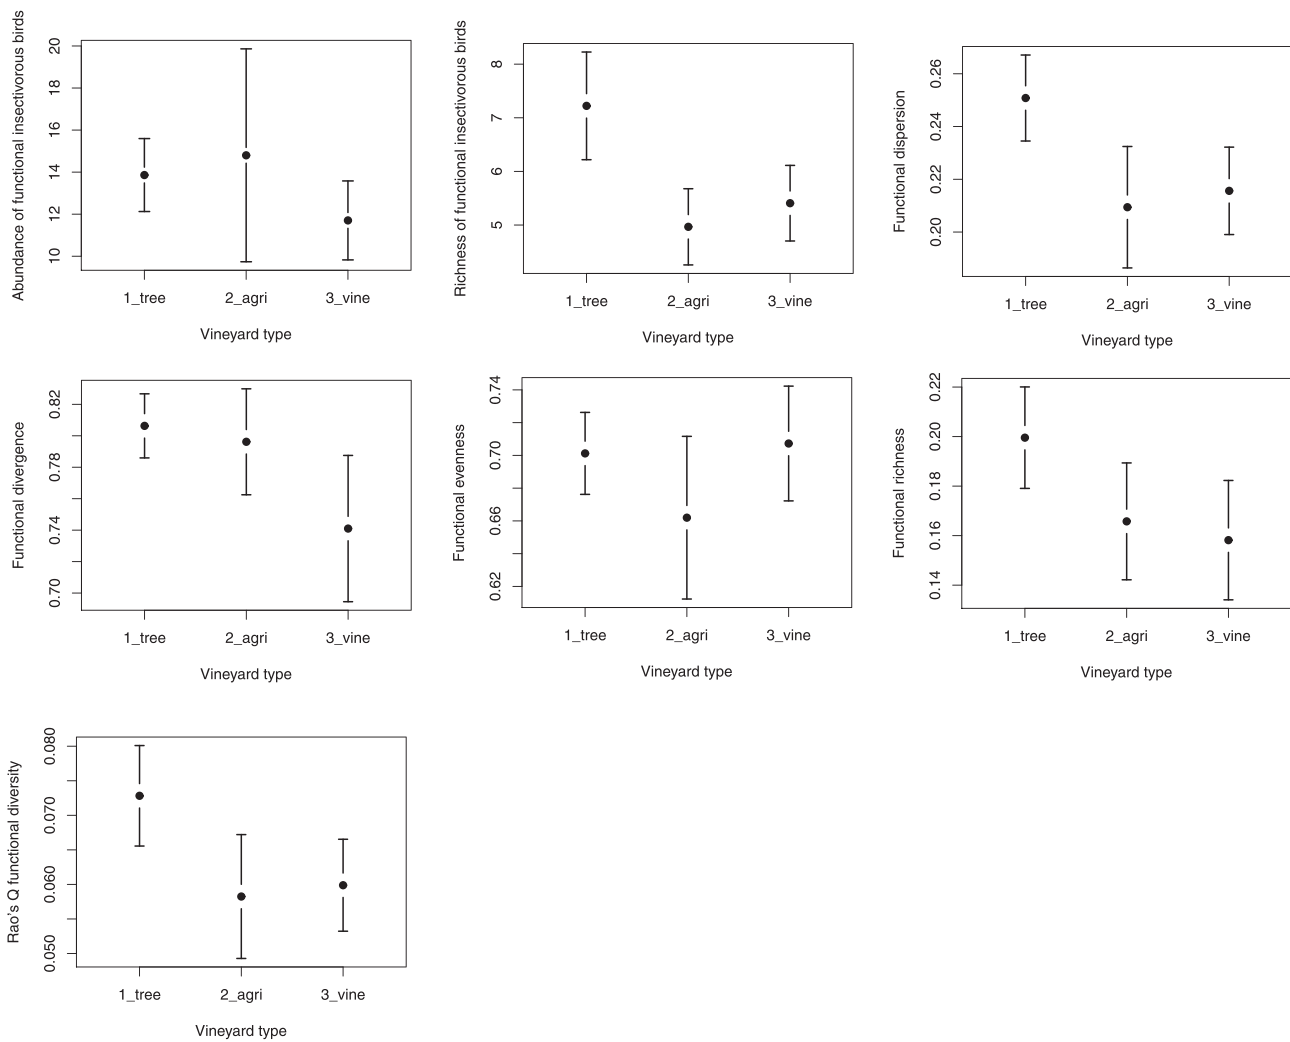 Abundance of functional insectivorous birds
20
18
16
14
12
10
1_tree 2_agri 3_vine
Vineyard type
Richness of functional insectivorous birds
8
7
6
5
1_tree 2_agri 3_vine
Vineyard type
Functional dispersion
0.26
0.24
0.22
0.20
1_tree 2_agri 3_vine
Vineyard type
Functional divergence
0.82
0.78
0.74
0.70
1_tree 2_agri 3_vine
Vineyard type
Functional evenness
0.74
0.70
0.66
0.62
1_tree 2_agri 3_vine
Vineyard type
Functional richness
0.22
0.20
0.18
0.16
0.14
1_tree 2_agri 3_vine
Vineyard type
Rao's Q functional diversity
0.080
0.070
0.060
0.050
1_tree 2_agri 3_vine
Vineyard type